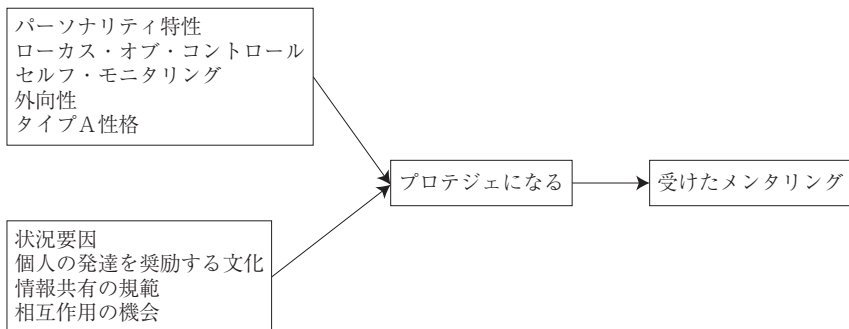 パーソナリティ特性
ローカス・オブ・コントロール
セルフ・モニタリング
外向性
タイプA性格
プロテジェになる
受けたメンタリング
状況要因
個人の発達を奨励する文化
情報共有の規範
相互作用の機会